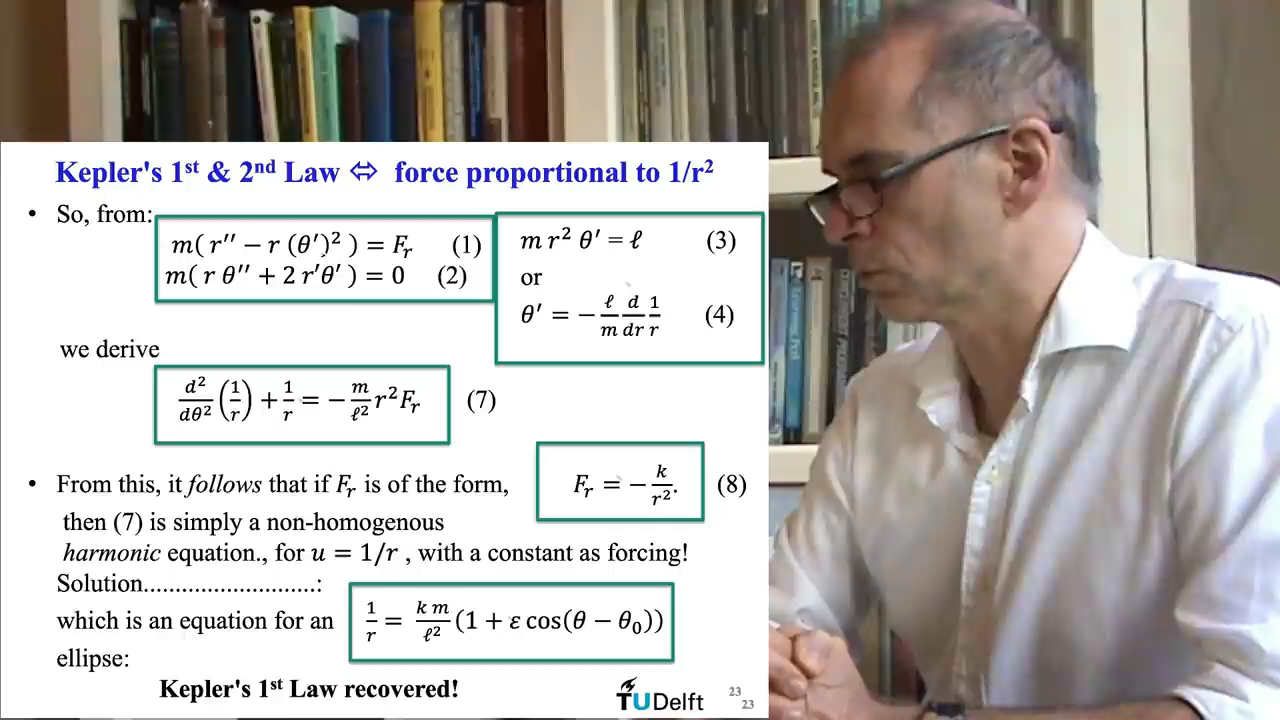 Kepler's 1st & 2nd Law ⇔ force proportional to 1/r²
• So, from:
m( r′′ − r (θ′)² ) = Fᵣ (1)
m( r θ′′ + 2 r′θ′ ) = 0 (2)
m r² θ′ = ℓ (3)
or
θ′ = − ℓ/m d/dr 1/r (4)
we derive
d²/dθ² (1/r) + 1/r = − m/ℓ² r² Fᵣ (7)
• From this, it follows that if Fᵣ is of the form,
Fᵣ = − k/r². (8)
then (7) is simply a non-homogenous
harmonic equation., for u = 1/r , with a constant as forcing!
Solution...........................:
which is an equation for an
1/r = k m/ℓ² (1 + ε cos(θ − θ₀))
ellipse:
Kepler's 1st Law recovered!
TUDelft
23
23